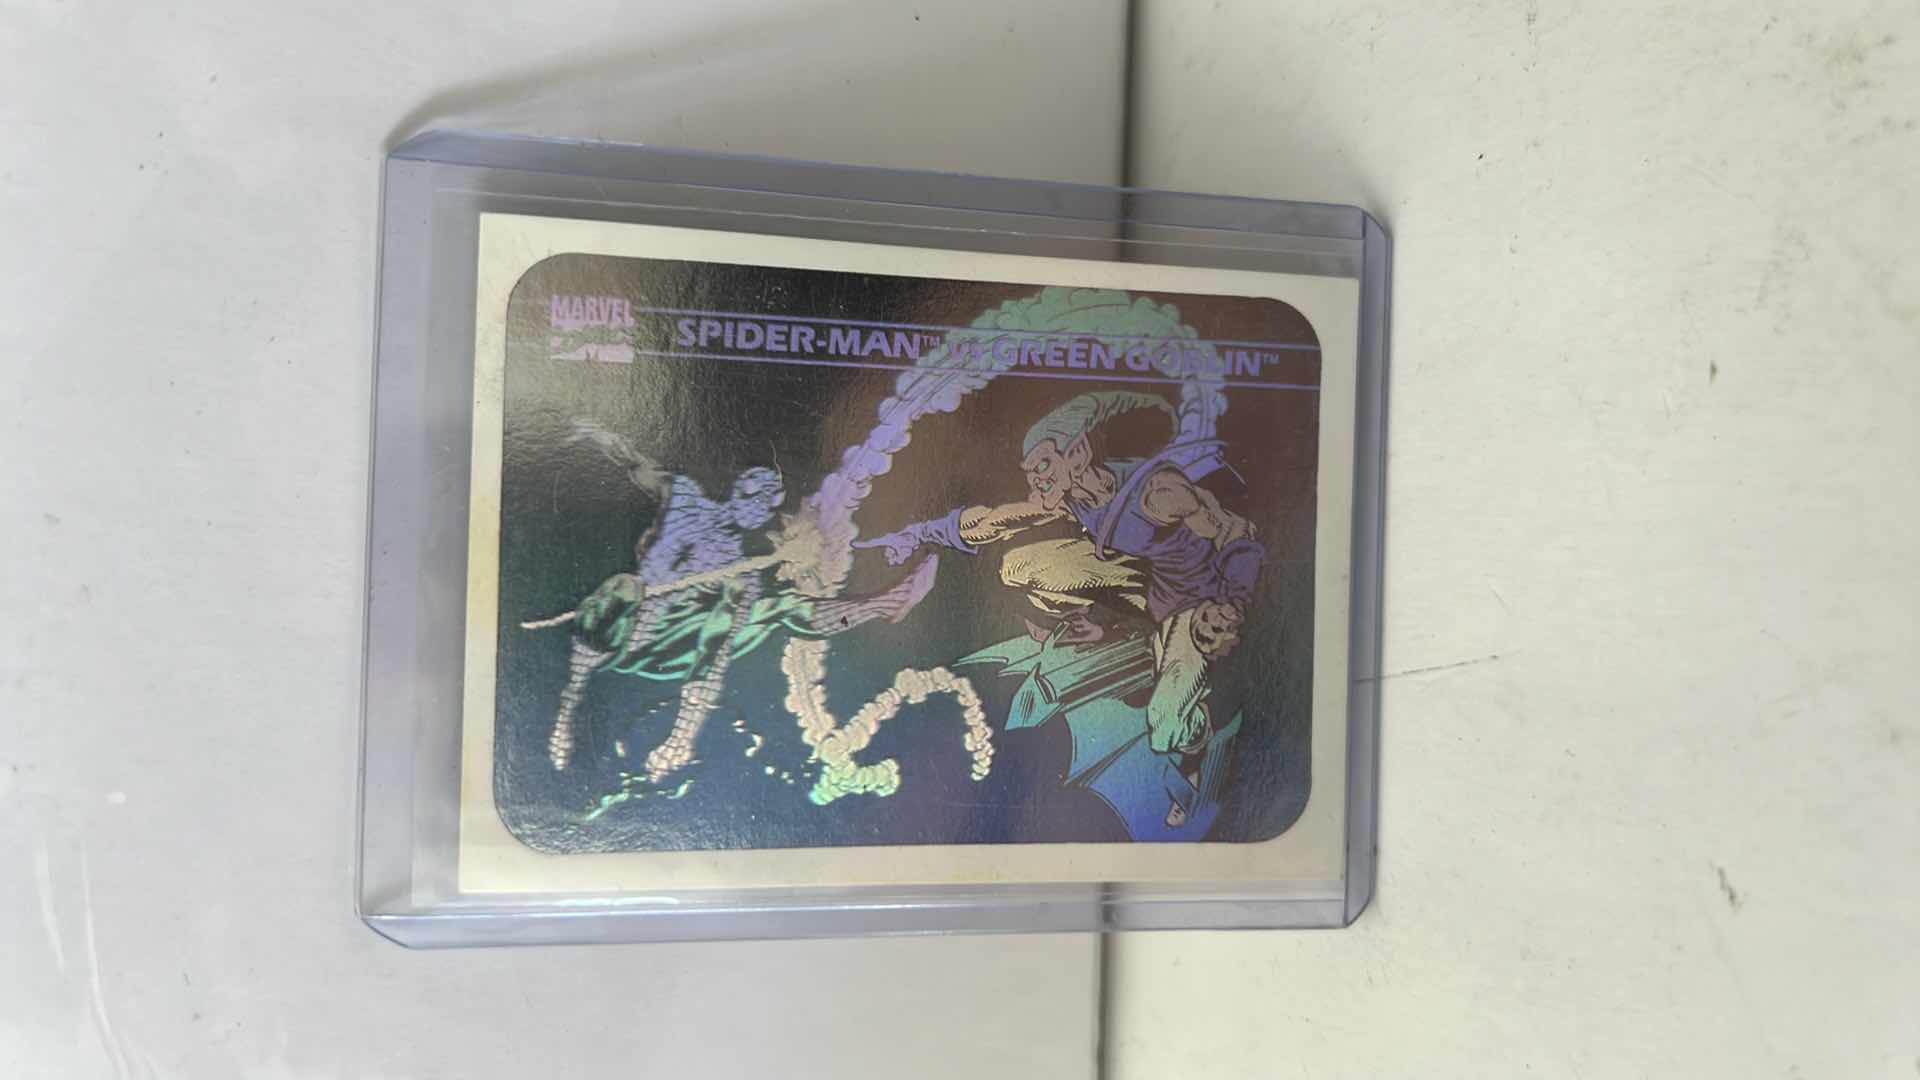 MARVEL
SPIDER-MAN™ vs GREEN GOBLIN™